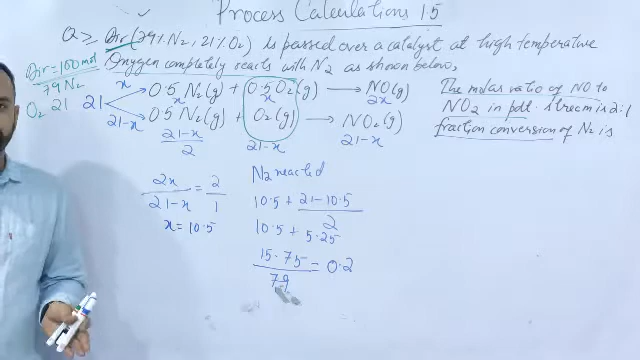 Process Calculations 15
Q ≥ Air (79% N₂, 21% O₂) is passed over a catalyst at high temperature
Oxygen completely reacts with N₂ as shown below,
Air = 100 mol
79 N₂
O₂ 21
21
x
21-x
0.5 N₂(g) + 0.5 O₂(g) → NO(g)
x x 2x
0.5 N₂(g) + O₂(g) → NO₂(g)
21-x/2 21-x 21-x
The molar ratio of NO to
NO₂ in pdt. stream is 2:1
fraction conversion of N₂ is
2x/21-x = 2/1
x = 10.5
N₂ reacted
10.5 + 21-10.5/2
10.5 + 5.25
15.75/79 = 0.2